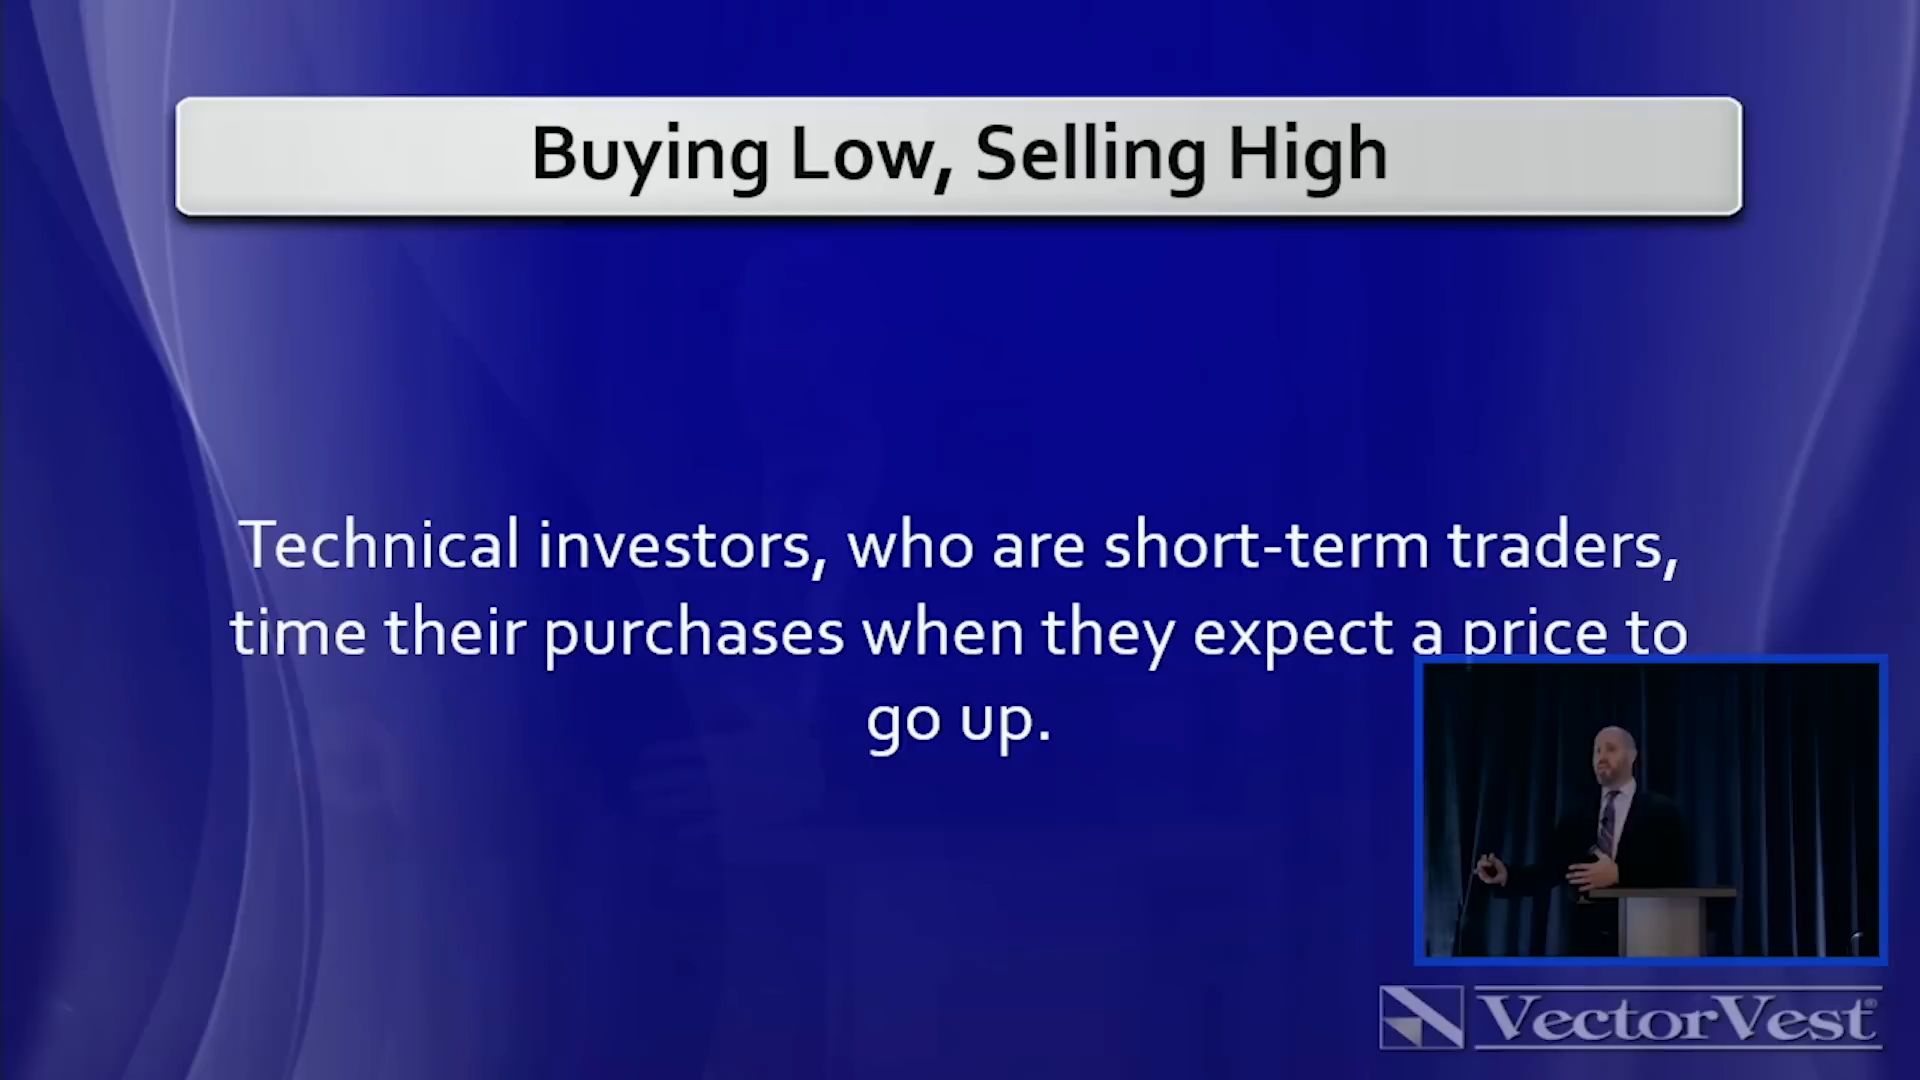 Buying Low, Selling High
Technical investors, who are short-term traders,
time their purchases when they expect a price to
go up.
VectorVest®